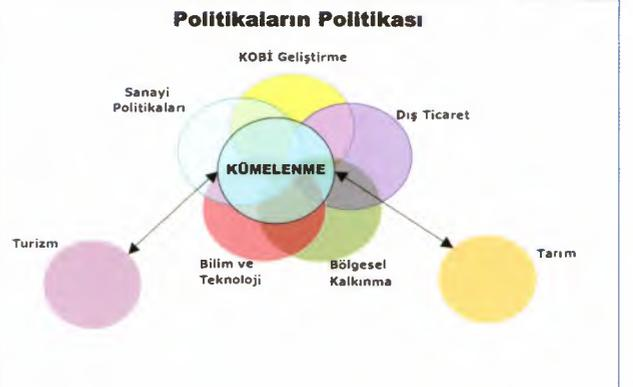 Politikaların Politikası
KOBİ Geliştirme
Sanayi
Politikaları
Dış Ticaret
KÜMELENME
Turizm
Tarım
Bilim ve
Teknoloji
Bölgesel
Kalkınma